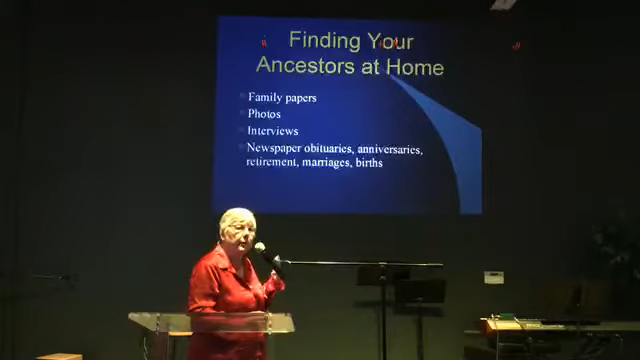 Finding Your
Ancestors at Home
Family papers
Photos
Interviews
Newspaper obituaries, anniversaries,
retirement, marriages, births